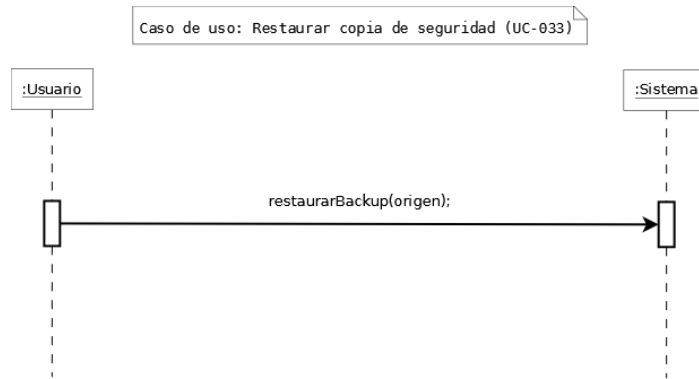 Caso de uso: Restaurar copia de seguridad (UC-033)
:Usuario
:Sistema
restaurarBackup(origen);